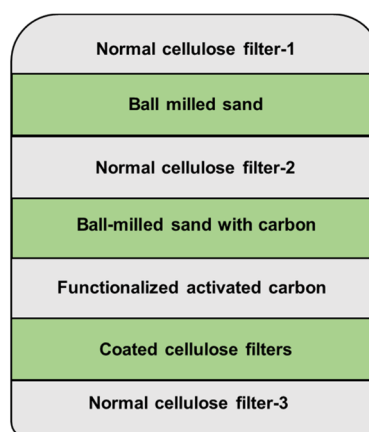 Normal cellulose filter-1
Ball milled sand
Normal cellulose filter-2
Ball-milled sand with carbon
Functionalized activated carbon
Coated cellulose filters
Normal cellulose filter-3